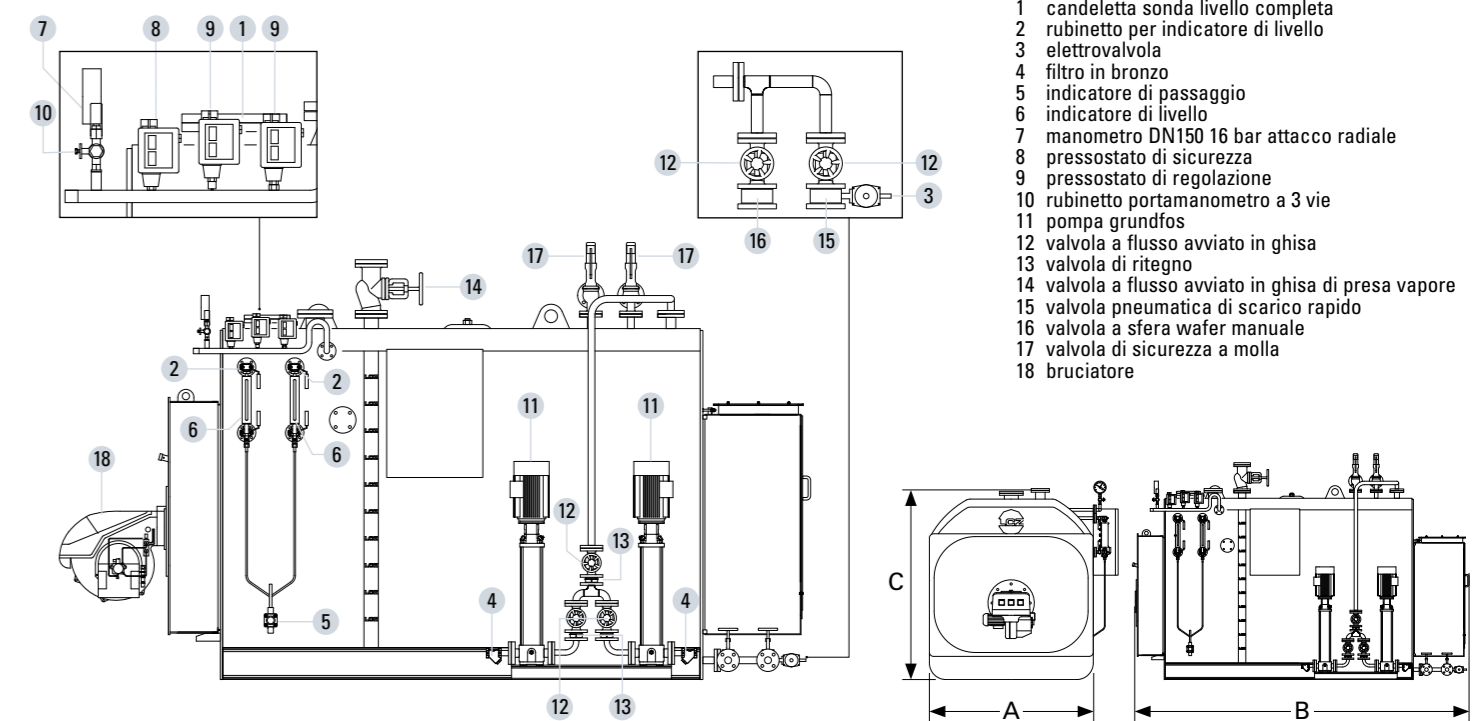 1 candeletta sonda livello completa
2 rubinetto per indicatore di livello
3 elettrovalvola
4 filtro in bronzo
5 indicatore di passaggio
6 indicatore di livello
7 manometro DN150 16 bar attacco radiale
8 pressostato di sicurezza
9 pressostato di regolazione
10 rubinetto portamanometro a 3 vie
11 pompa grundfos
12 valvola a flusso avviato in ghisa
13 valvola di ritegno
14 valvola a flusso avviato in ghisa di presa vapore
15 valvola pneumatica di scarico rapido
16 valvola a sfera wafer manuale
17 valvola di sicurezza a molla
18 bruciatore
7 8 9 1 9
10
12 12
3
16 15
17 17
14
2 2
11 11
6
6
18
12
13
4 4
5
12 13
C
A
B